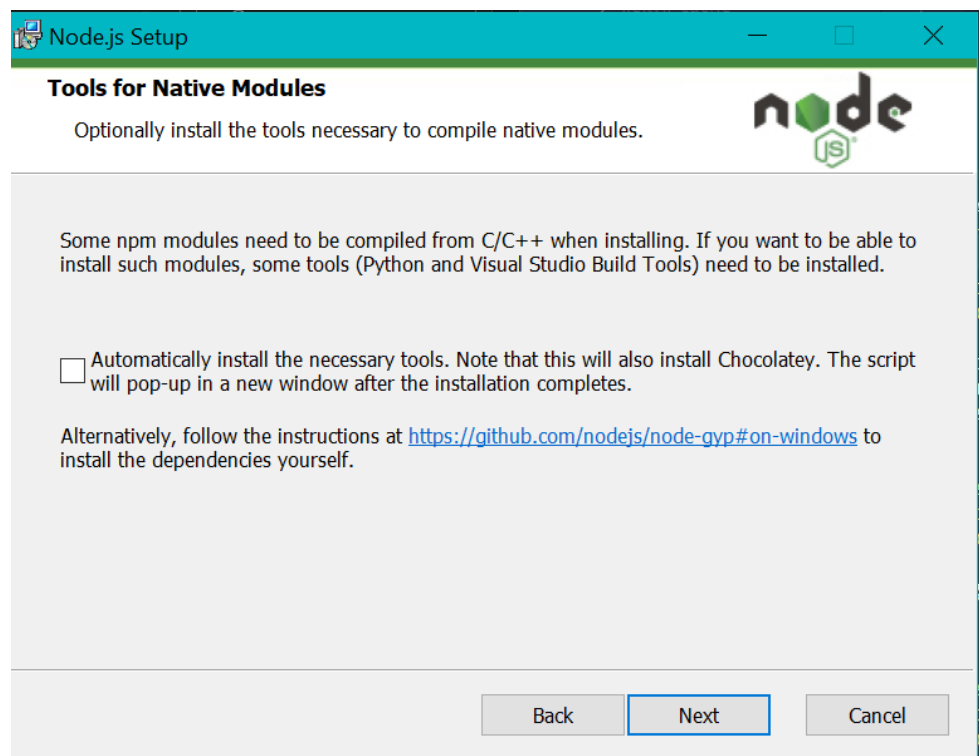 Node.js Setup
Tools for Native Modules
Optionally install the tools necessary to compile native modules.
node
JS
Some npm modules need to be compiled from C/C++ when installing. If you want to be able to
install such modules, some tools (Python and Visual Studio Build Tools) need to be installed.
Automatically install the necessary tools. Note that this will also install Chocolatey. The script
will pop-up in a new window after the installation completes.
Alternatively, follow the instructions at https://github.com/nodejs/node-gyp#on-windows to
install the dependencies yourself.
Back Next Cancel